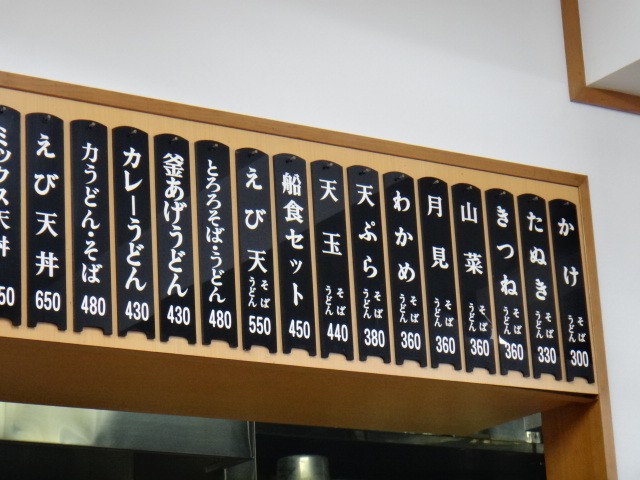 かけ そば うどん 300
たぬき そば うどん 330
きつね そば うどん 360
山菜 そば うどん 360
月見 そば うどん 360
わかめ そば うどん 360
天ぷら そば うどん 380
天玉 そば うどん 440
船食セット 450
えび天 そば うどん 550
とろろそば・うどん 480
釜あげうどん 430
カレーうどん 430
力うどん・そば 480
えび天丼 650
ミックス天丼 50